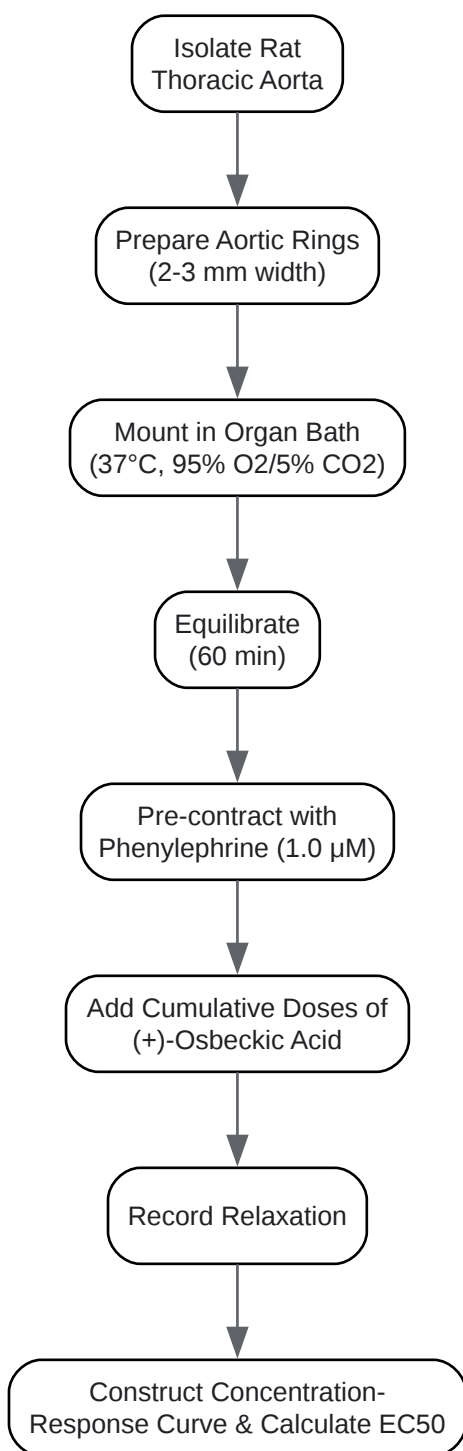 Isolate Rat
Thoracic Aorta
Prepare Aortic Rings
(2-3 mm width)
Mount in Organ Bath
(37°C, 95% O2/5% CO2)
Equilibrate
(60 min)
Pre-contract with
Phenylephrine (1.0 μM)
Add Cumulative Doses of
(+)-Osbeckic Acid
Record Relaxation
Construct Concentration-
Response Curve & Calculate EC50